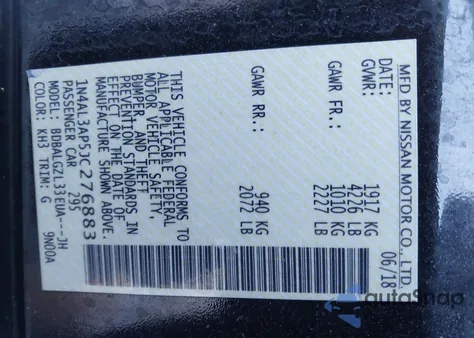 MFD BY NISSAN MOTOR CO., LTD.
DATE: 06/18
GVWR: 1917 KG
4226 LB
GAWR FR.: 1010 KG
2227 LB
GAWR RR.: 940 KG
2072 LB
THIS VEHICLE CONFORMS TO
ALL APPLICABLE FEDERAL
MOTOR VEHICLE SAFETY,
BUMPER, AND THEFT
PREVENTION STANDARDS IN
EFFECT ON THE DATE OF
MANUFACTURE SHOWN ABOVE.
1N4AL3AP5JC276883
PASSENGER CAR 295
BDBALGZL33EUA---JH
COLOR: KH3 TRIM: G 9N00A
autoSnap